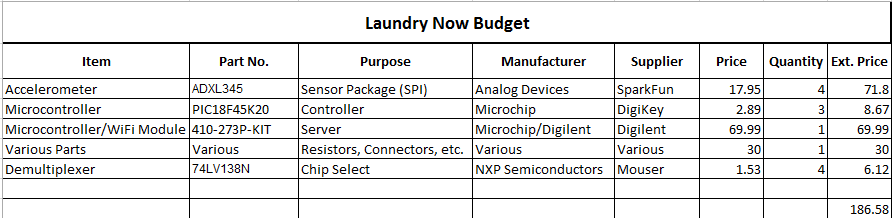 Laundry Now Budget
Item Part No. Purpose Manufacturer Supplier Price Quantity Ext. Price
Accelerometer ADXL345 Sensor Package (SPI) Analog Devices SparkFun 17.95 4 71.8
Microcontroller PIC18F45K20 Controller Microchip DigiKey 2.89 3 8.67
Microcontroller/WiFi Module 410-273P-KIT Server Microchip/Digilent Digilent 69.99 1 69.99
Various Parts Various Resistors, Connectors, etc. Various Various 30 1 30
Demultiplexer 74LV138N Chip Select NXP Semiconductors Mouser 1.53 4 6.12
186.58